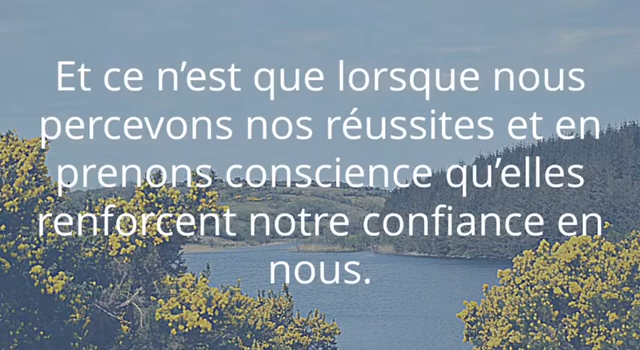 Et ce n’est que lorsque nous
percevons nos réussites et en
prenons conscience qu’elles
renforcent notre confiance en
nous.